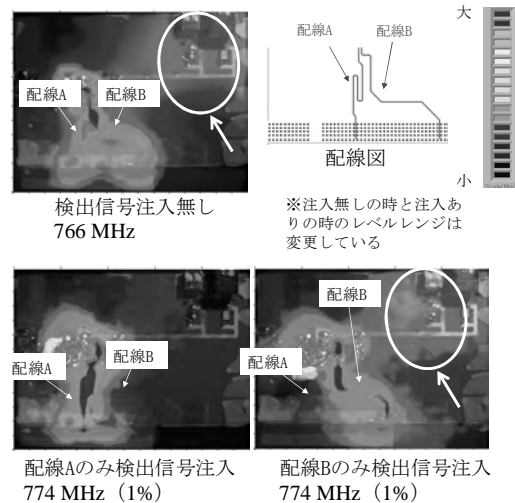 配線A
配線B
検出信号注入無し
766 MHz
配線A
配線B
配線図
大
小
※注入無しの時と注入あ
りの時のレベルレンジは
変更している
配線A
配線B
配線Aのみ検出信号注入
774 MHz（1%）
配線B
配線A
配線Bのみ検出信号注入
774 MHz（1%）